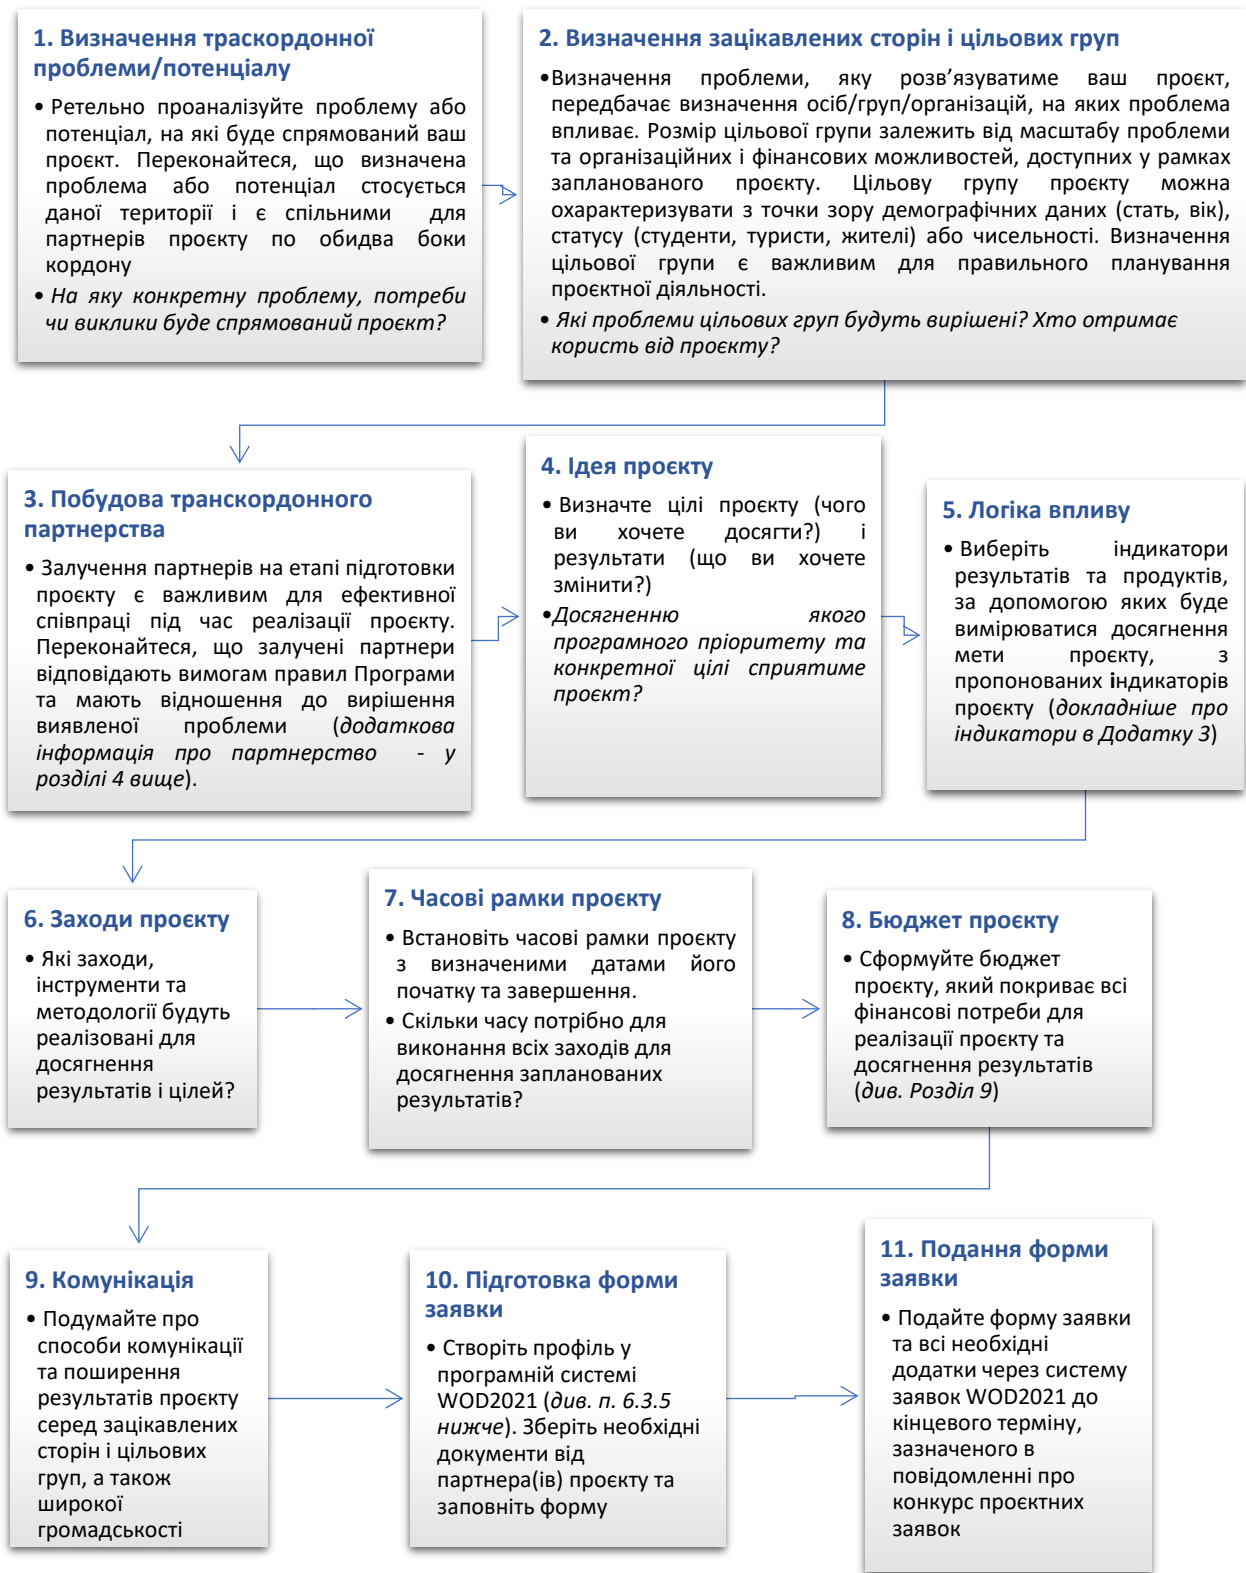 1. Визначення траскордонної
проблеми/потенціалу
• Ретельно проаналізуйте проблему або
потенціал, на які буде спрямований ваш
проєкт. Переконайтеся, що визначена
проблема або потенціал стосується
даної території і є спільними для
партнерів проєкту по обидва боки
кордону
• На яку конкретну проблему, потреби
чи виклики буде спрямований проєкт?
2. Визначення зацікавлених сторін і цільових груп
•Визначення проблеми, яку розв’язуватиме ваш проєкт,
передбачає визначення осіб/груп/організацій, на яких проблема
впливає. Розмір цільової групи залежить від масштабу проблеми
та організаційних і фінансових можливостей, доступних у рамках
запланованого проєкту. Цільову групу проєкту можна
охарактеризувати з точки зору демографічних даних (стать, вік),
статусу (студенти, туристи, жителі) або чисельності. Визначення
цільової групи є важливим для правильного планування
проєктної діяльності.
• Які проблеми цільових груп будуть вирішені? Хто отримає
користь від проєкту?
3. Побудова транскордонного
партнерства
• Залучення партнерів на етапі підготовки
проєкту є важливим для ефективної
співпраці під час реалізації проєкту.
Переконайтеся, що залучені партнери
відповідають вимогам правил Програми
та мають відношення до вирішення
виявленої проблеми (додаткова
інформація про партнерство - у
розділі 4 вище).
4. Ідея проєкту
• Визначте цілі проєкту (чого
ви хочете досягти?) і
результати (що ви хочете
змінити?)
•Досягненню якого
програмного пріоритету та
конкретної цілі сприятиме
проєкт?
5. Логіка впливу
• Виберіть індикатори
результатів та продуктів,
за допомогою яких буде
вимірюватися досягнення
мети проєкту, з
пропонованих індикаторів
проєкту (докладніше про
індикатори в Додатку 3)
6. Заходи проєкту
• Які заходи,
інструменти та
методології будуть
реалізовані для
досягнення
результатів і цілей?
7. Часові рамки проєкту
• Встановіть часові рамки проєкту
з визначеними датами його
початку та завершення.
• Скільки часу потрібно для
виконання всіх заходів для
досягнення запланованих
результатів?
8. Бюджет проєкту
• Сформуйте бюджет
проєкту, який покриває всі
фінансові потреби для
реалізації проєкту та
досягнення результатів
(див. Розділ 9)
9. Комунікація
• Подумайте про
способи комунікації
та поширення
результатів проєкту
серед зацікавлених
сторін і цільових
груп, а також
широкої
громадськості
10. Підготовка форми
заявки
• Створіть профіль у
програмній системі
WOD2021 (див. п. 6.3.5
нижче). Зберіть необхідні
документи від
партнера(ів) проєкту та
заповніть форму
11. Подання форми
заявки
• Подайте форму заявки
та всі необхідні
додатки через систему
заявок WOD2021 до
кінцевого терміну,
зазначеного в
повідомленні про
конкурс проєктних
заявок